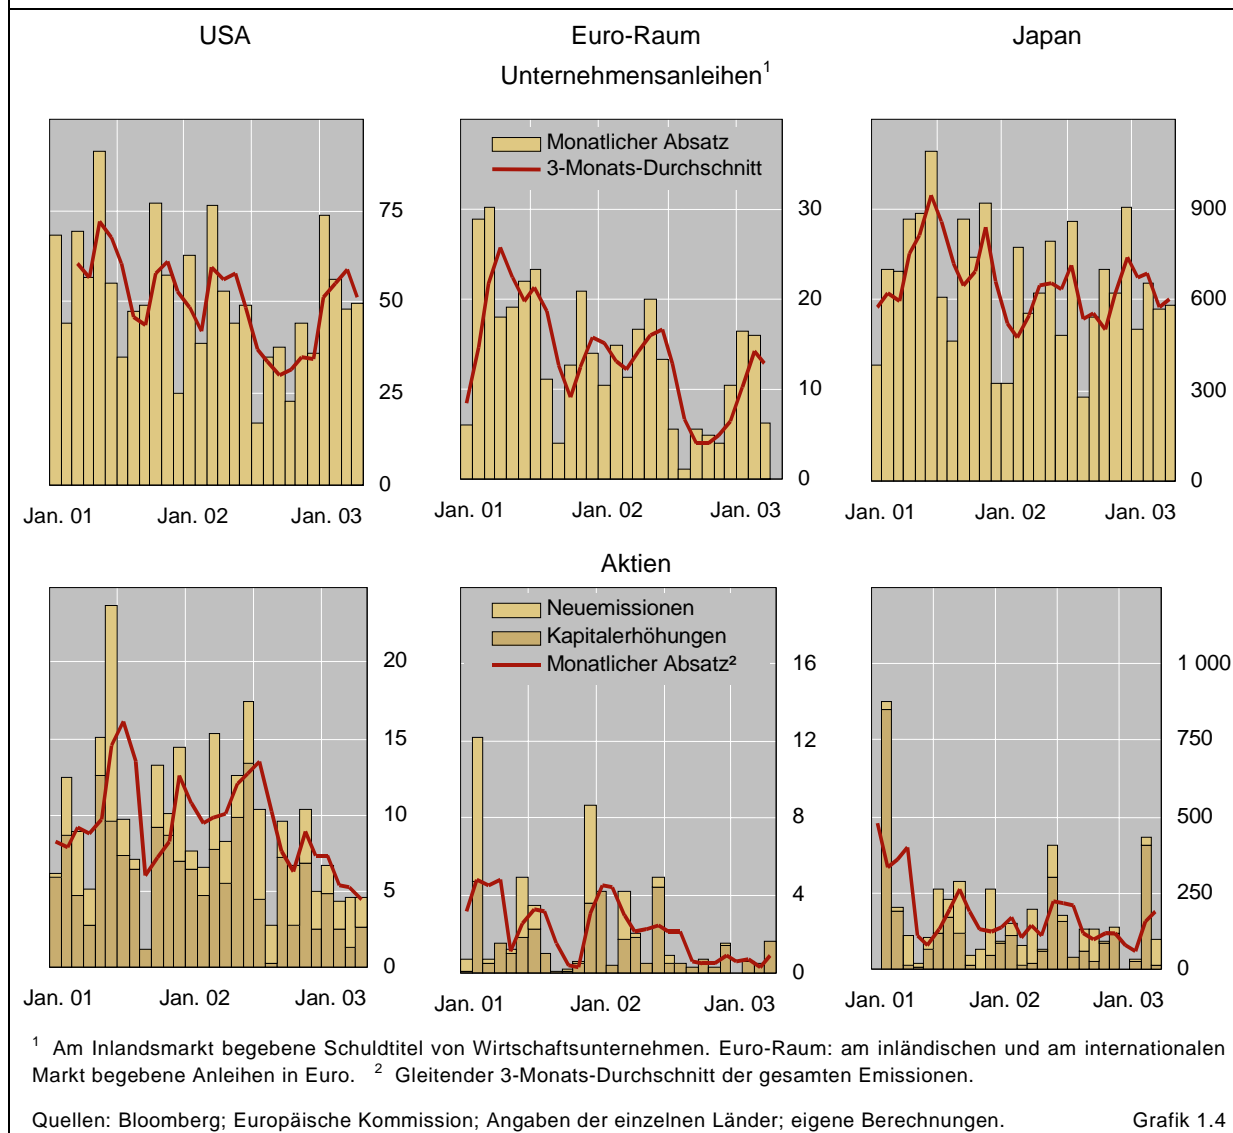 USA
Euro-Raum
Japan
Unternehmensanleihen¹
Monatlicher Absatz
3-Monats-Durchschnitt
75
50
25
0
30
20
10
0
900
600
300
0
Jan. 01
Jan. 02
Jan. 03
Jan. 01
Jan. 02
Jan. 03
Jan. 01
Jan. 02
Jan. 03
Aktien
Neuemissionen
Kapitalerhöhungen
Monatlicher Absatz²
20
15
10
5
0
16
12
8
4
0
1 000
750
500
250
0
Jan. 01
Jan. 02
Jan. 03
Jan. 01
Jan. 02
Jan. 03
Jan. 01
Jan. 02
Jan. 03
¹ Am Inlandsmarkt begebene Schuldtitel von Wirtschaftsunternehmen. Euro-Raum: am inländischen und am internationalen
Markt begebene Anleihen in Euro. ² Gleitender 3-Monats-Durchschnitt der gesamten Emissionen.
Quellen: Bloomberg; Europäische Kommission; Angaben der einzelnen Länder; eigene Berechnungen.
Grafik 1.4